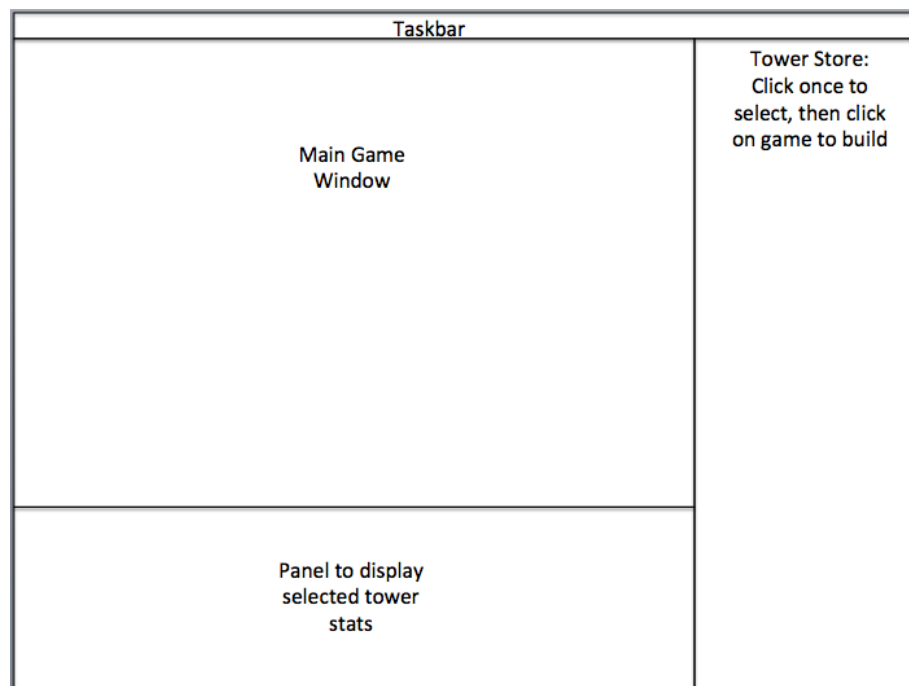 Taskbar
Tower Store:
Click once to
select, then click
on game to build
Main Game
Window
Panel to display
selected tower
stats